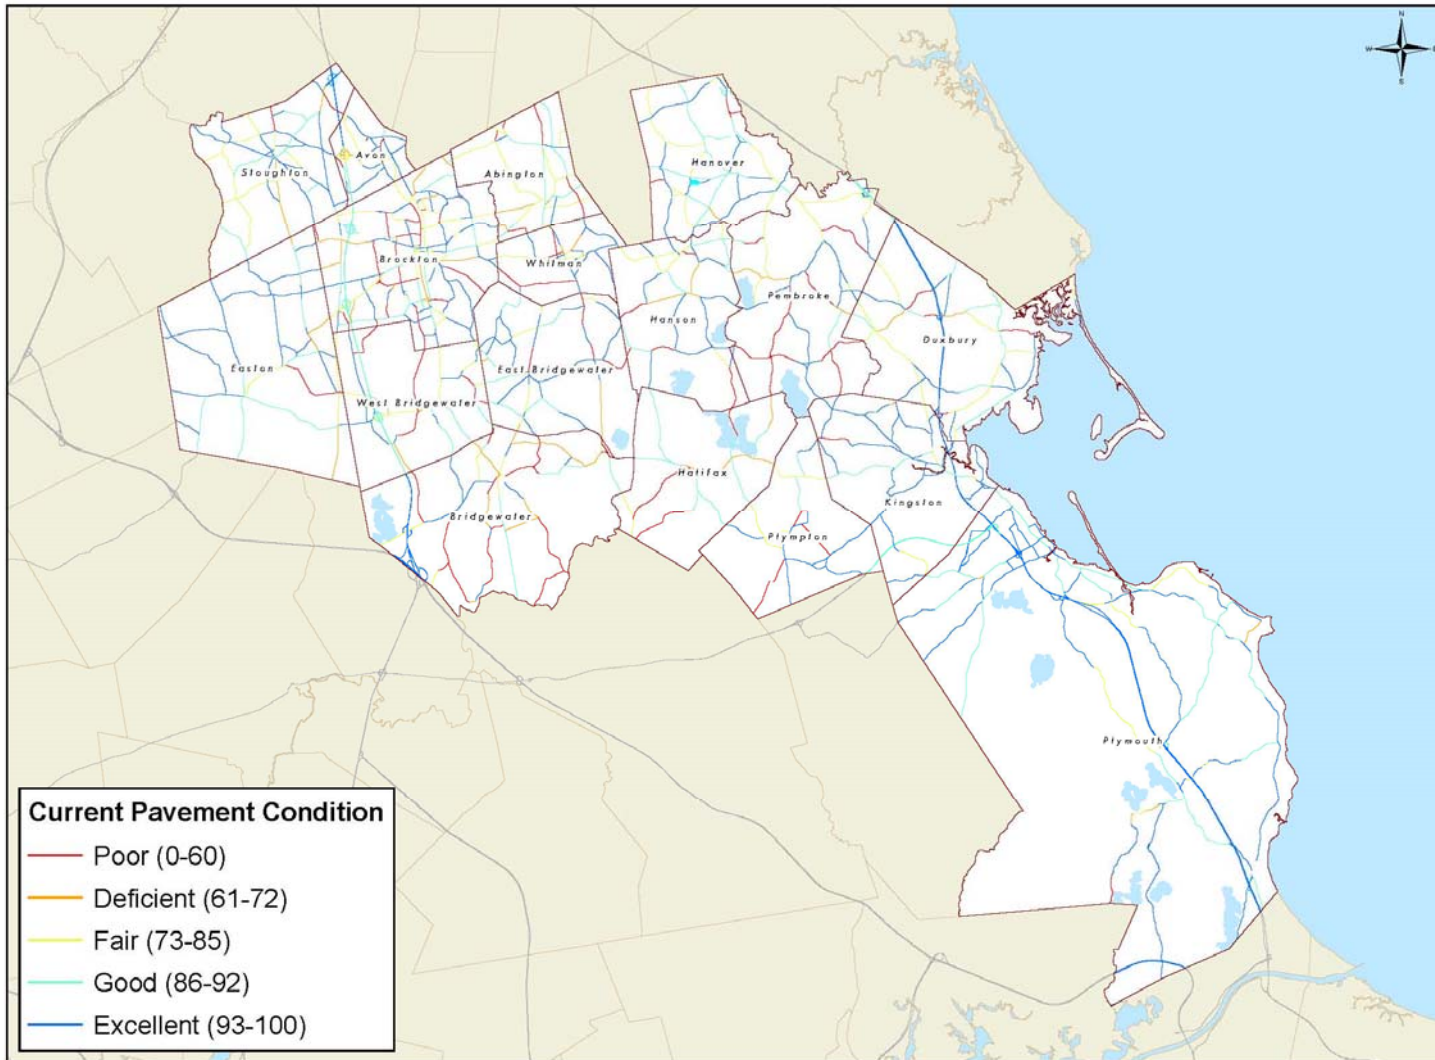 N
W
E
S
Avon
Stoughton
Hanover
Abington
Brockton
Whitman
Pembroke
Hanson
Duxbury
Easton
East Bridgewater
West Bridgewater
Halifax
Kingston
Bridgewater
Plympton
Plymouth
Current Pavement Condition
Poor (0-60)
Deficient (61-72)
Fair (73-85)
Good (86-92)
Excellent (93-100)